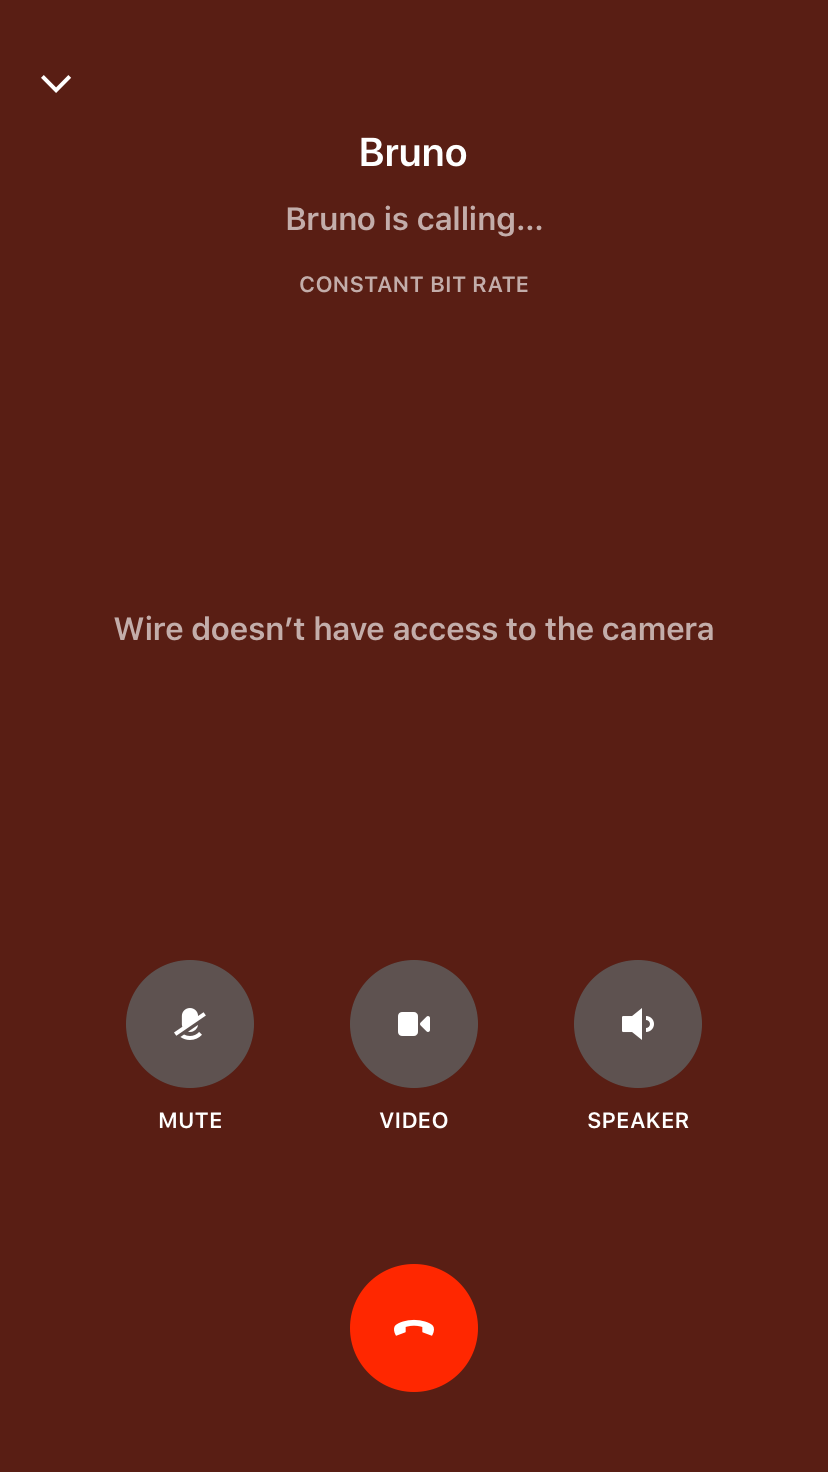 Bruno
Bruno is calling...
CONSTANT BIT RATE
Wire doesn’t have access to the camera
MUTE
VIDEO
SPEAKER